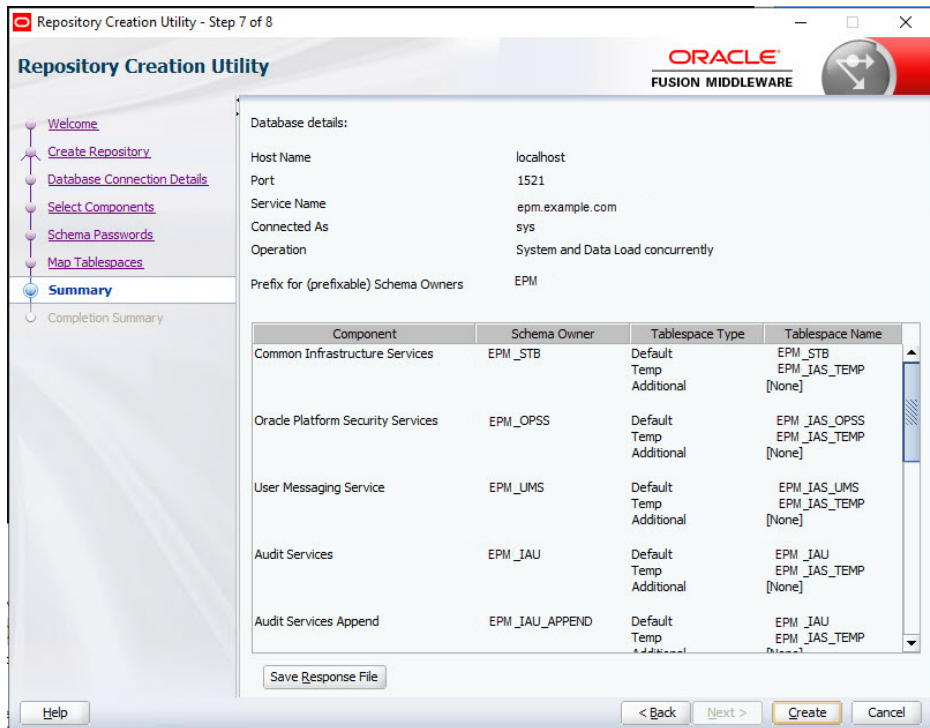 Repository Creation Utility - Step 7 of 8
Repository Creation Utility
ORACLE
FUSION MIDDLEWARE
Welcome
Create Repository
Database Connection Details
Select Components
Schema Passwords
Map Tablespaces
Summary
Completion Summary
Database details:
Host Name localhost
Port 1521
Service Name epm.example.com
Connected As sys
Operation System and Data Load concurrently
Prefix for (prefixable) Schema Owners EPM
Component Schema Owner Tablespace Type Tablespace Name
Common Infrastructure Services EPM_STB Default EPM_STB
Temp EPM_IAS_TEMP
Additional [None]
Oracle Platform Security Services EPM_OPSS Default EPM_IAS_OPSS
Temp EPM_IAS_TEMP
Additional [None]
User Messaging Service EPM_UMS Default EPM_IAS_UMS
Temp EPM_IAS_TEMP
Additional [None]
Audit Services EPM_IAU Default EPM_IAU
Temp EPM_IAS_TEMP
Additional [None]
Audit Services Append EPM_IAU_APPEND Default EPM_IAU
Temp EPM_IAS_TEMP
Additional [None]
Save Response File
Help < Back Next > Create Cancel